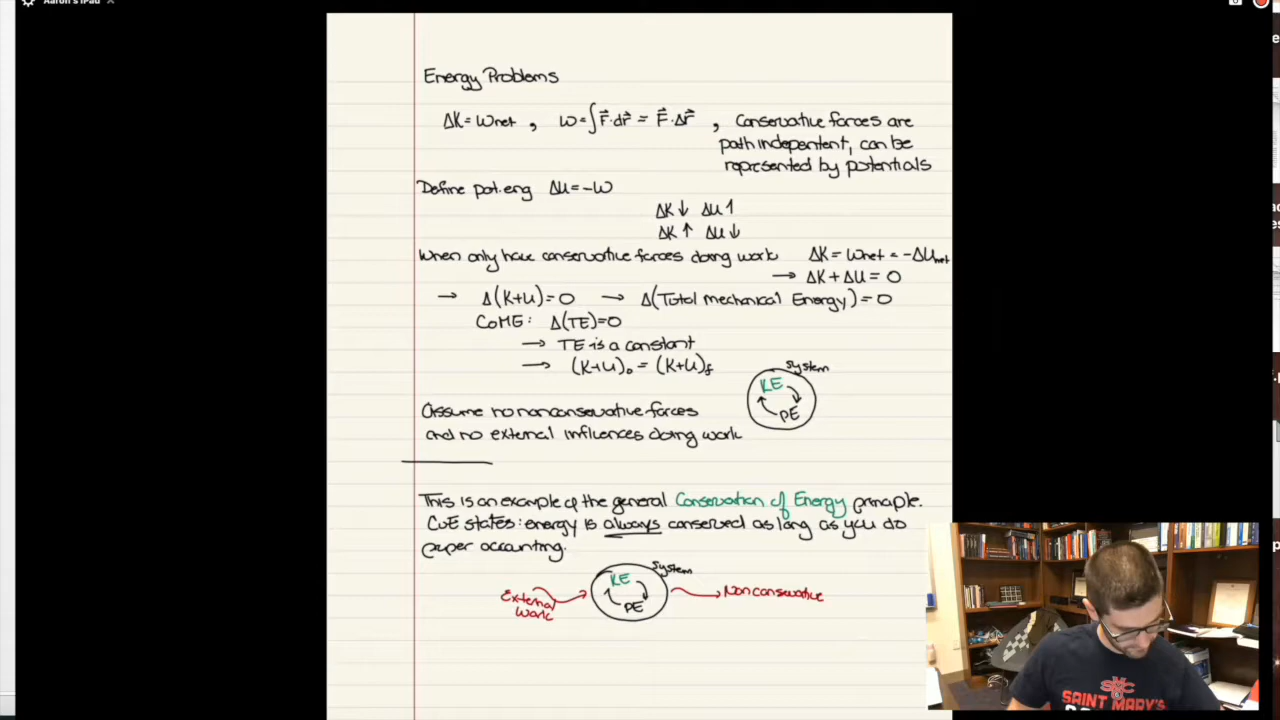 Aaron's iPad
Energy Problems
ΔK = Wnet , W = ∫F⃗·dr⃗ = F⃗·Δr⃗ , Conservative forces are
path independent, can be
represented by potentials
Define pot. eng ΔU = -W
ΔK ↓ ΔU ↑
ΔK ↑ ΔU ↓
When only have conservative forces doing work ΔK = Wnet = -ΔUnet
→ ΔK + ΔU = 0
→ Δ(K+U) = 0 → Δ(Total mechanical Energy) = 0
CoME: Δ(TE) = 0
→ TE is a constant
→ (K+U)₀ = (K+U)f
system
KE
PE
Assume no nonconservative forces
and no external influences doing work
This is an example of the general Conservation of Energy principle.
CoE states: energy is always conserved as long as you do
paper accounting.
system
KE
PE
External
work
Nonconservative
SAINT MARY'S